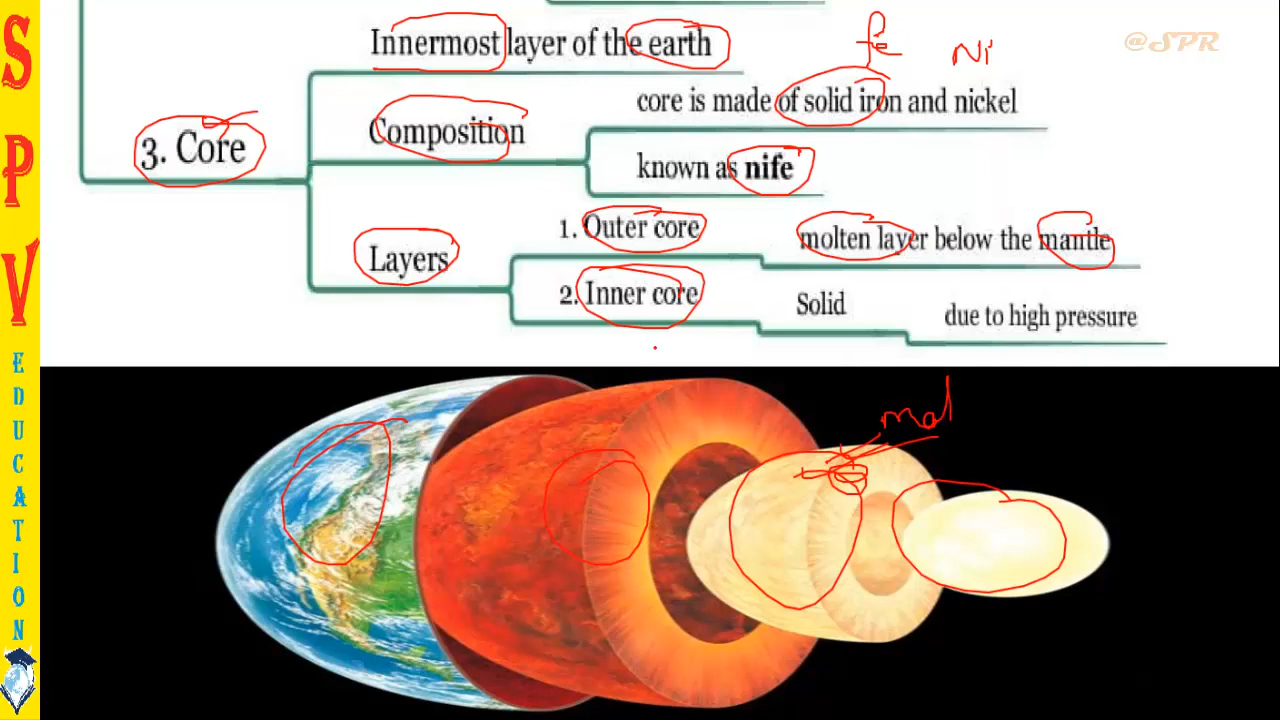 Innermost layer of the earth
fe
Ni
@SPR
core is made of solid iron and nickel
3. Core
Composition
known as nife
1. Outer core
molten layer below the mantle
Layers
2. Inner core
Solid
due to high pressure
SPV
EDUCATION